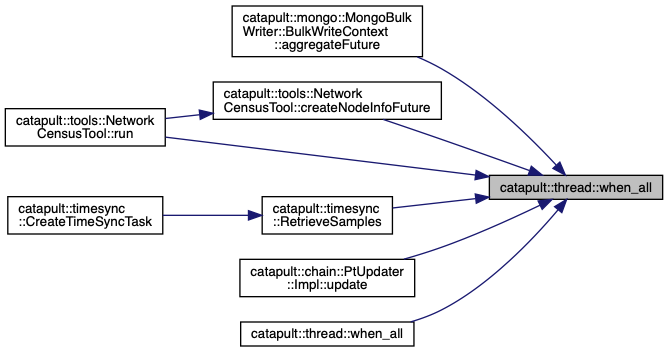 catapult::mongo::MongoBulk
Writer::BulkWriteContext
::aggregateFuture
catapult::tools::Network
CensusTool::createNodeInfoFuture
catapult::tools::Network
CensusTool::run
catapult::thread::when_all
catapult::timesync
::CreateTimeSyncTask
catapult::timesync
::RetrieveSamples
catapult::chain::PtUpdater
::Impl::update
catapult::thread::when_all